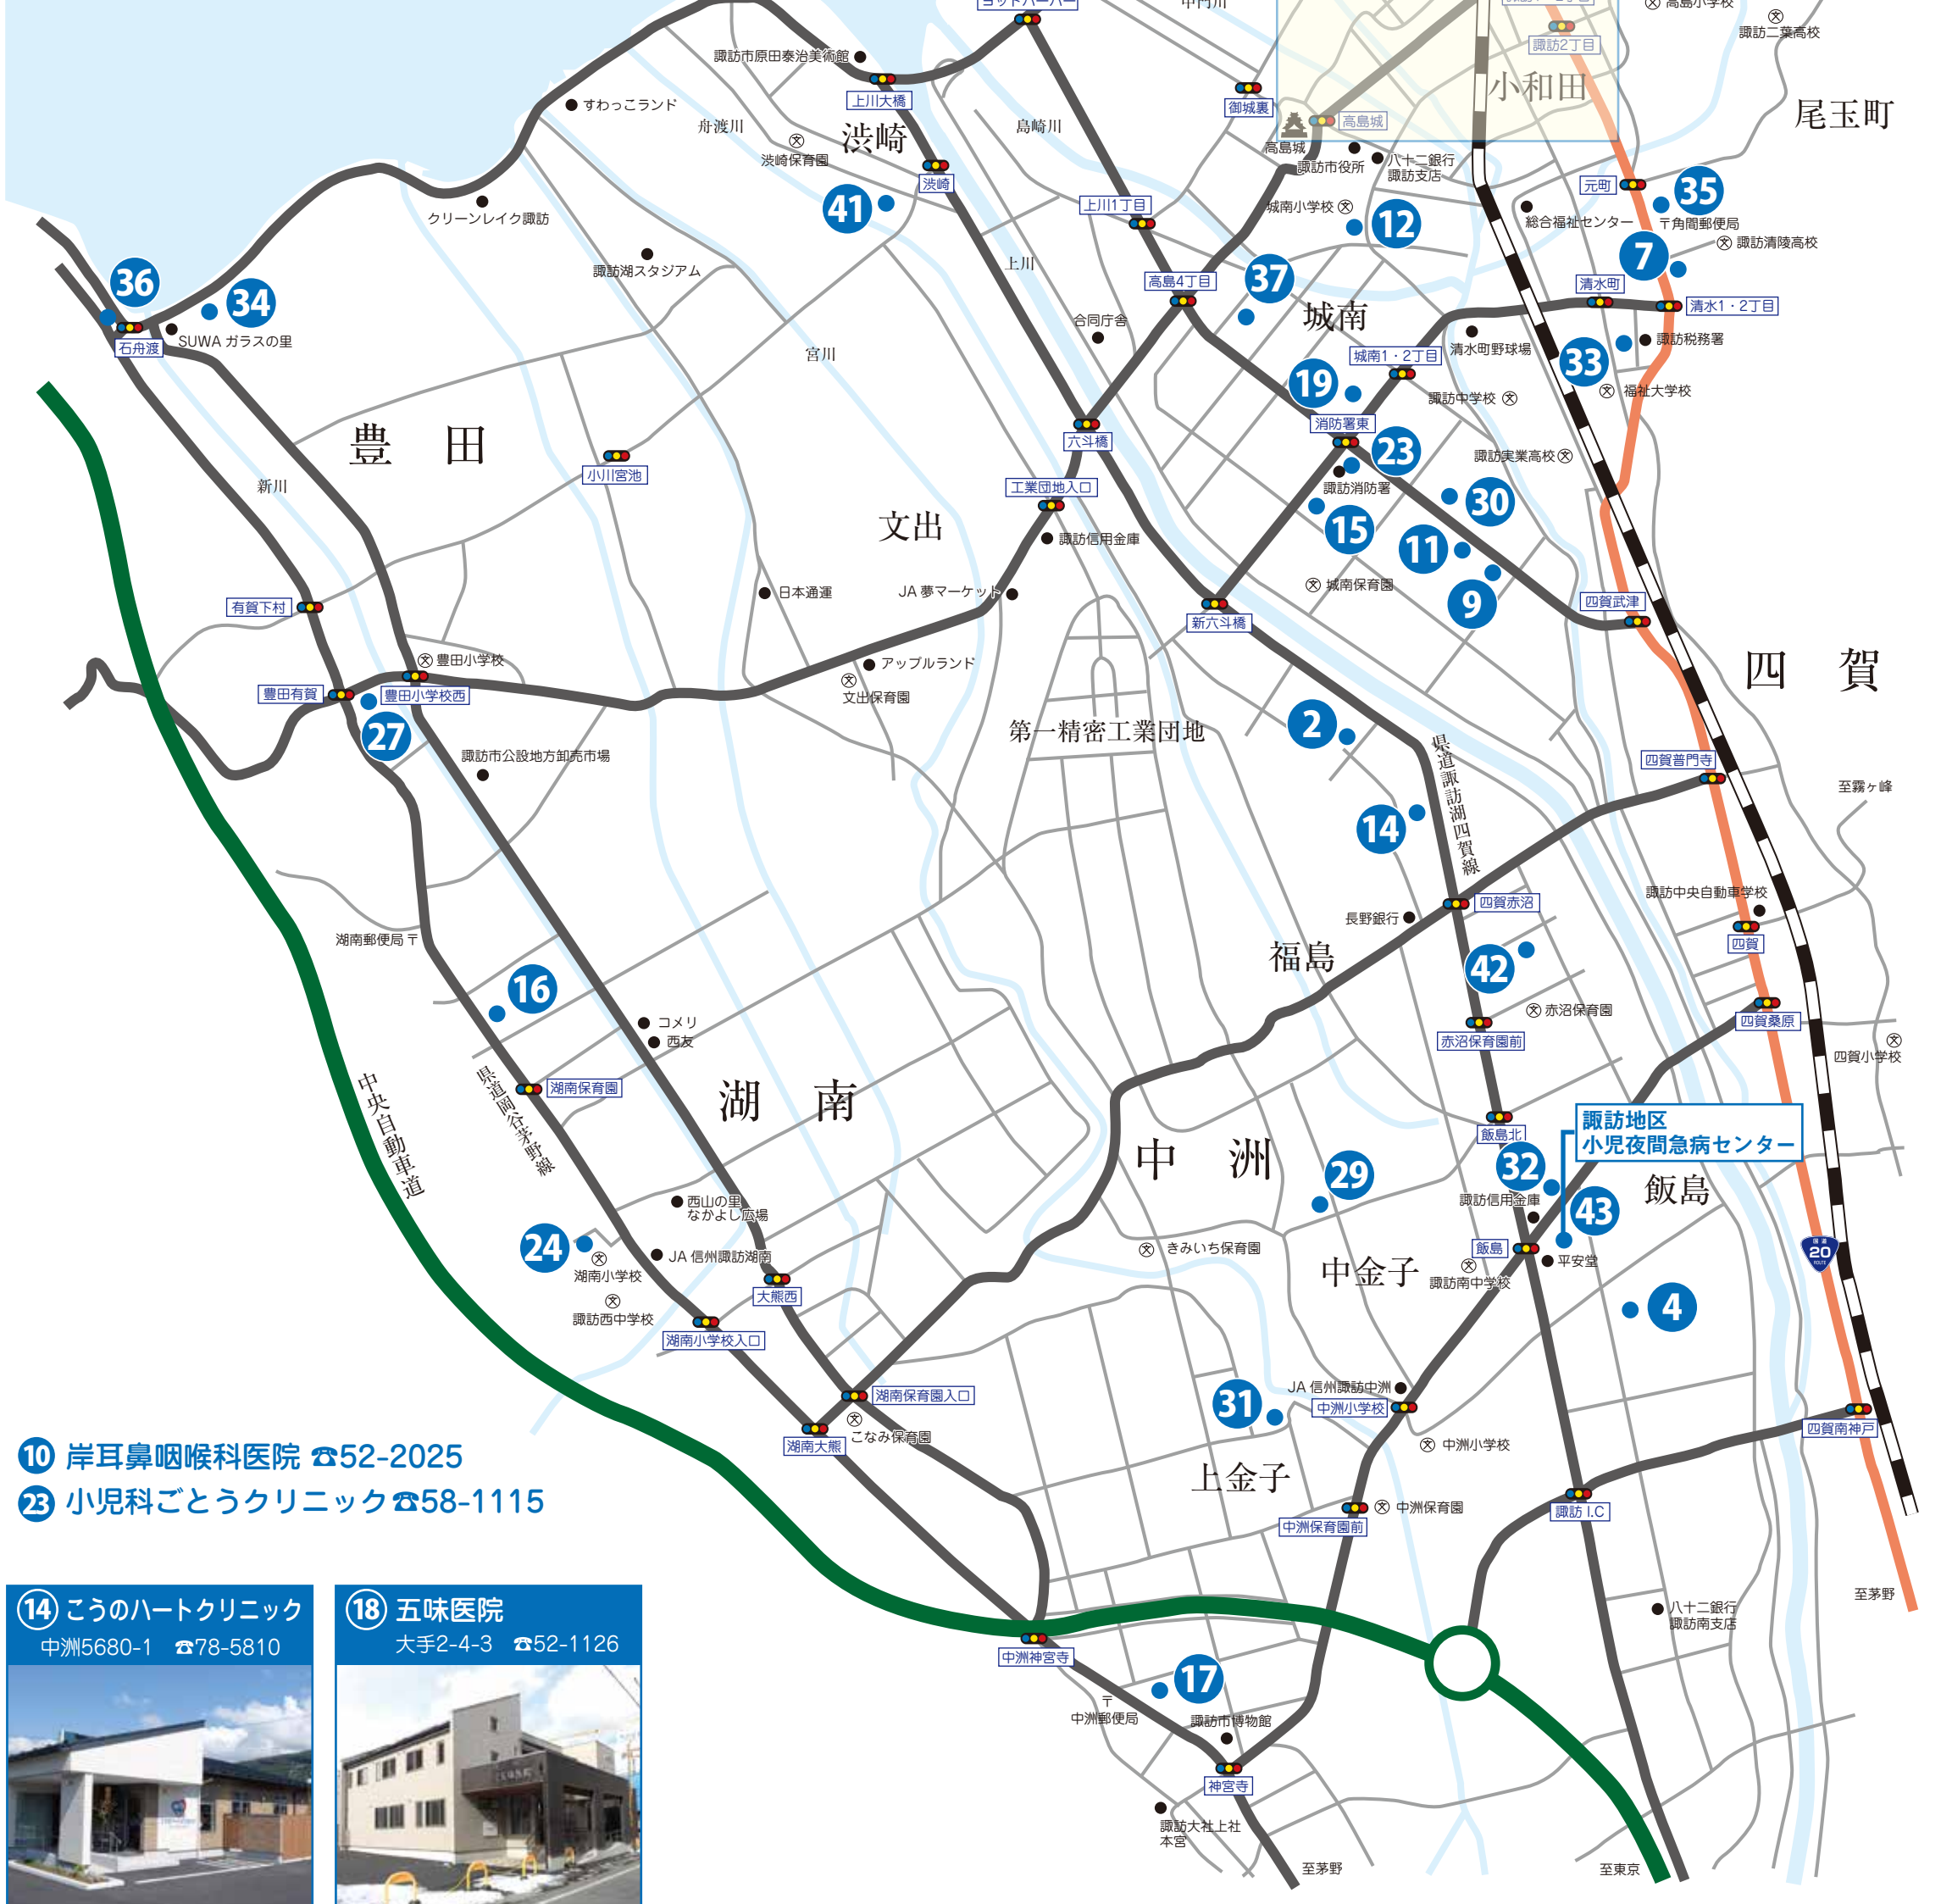 ヨットハーバー
諏訪2丁目
高島小学校
諏訪二葉高校
諏訪市原田泰治美術館
上川大橋
すわっこランド
舟渡川
渋崎
島崎川
御城裏
高島城
小和田
尾玉町
渋崎保育園
高島城
諏訪市役所
八十二銀行
諏訪支店
渋崎
元町
35
クリーンレイク諏訪
41
上川1丁目
城南小学校
12
総合福祉センター
〒角間郵便局
諏訪湖スタジアム
上川
7
諏訪清陵高校
36
34
高島4丁目
37
清水町
清水1・2丁目
石舟渡
SUWA ガラスの里
宮川
合同庁舎
城南
城南1・2丁目
清水町野球場
諏訪税務署
33
19
諏訪中学校
福祉大学校
豊田
六斗橋
消防署東
23
諏訪実業高校
小川宮池
新川
工業団地入口
諏訪消防署
30
文出
諏訪信用金庫
15
11
日本通運
JA 夢マーケット
城南保育園
9
四賀武津
有賀下村
新六斗橋
豊田小学校
アップルランド
四賀
豊田有賀
豊田小学校西
文出保育園
27
第一精密工業団地
2
諏訪市公設地方卸売市場
県道諏訪湖四賀線
四賀普門寺
至霧ヶ峰
14
諏訪中央自動車学校
長野銀行
四賀赤沼
湖南郵便局 〒
福島
四賀
42
16
赤沼保育園
コメリ
西友
四賀桑原
赤沼保育園前
四賀小学校
中央自動車道
県道岡谷茅野線
湖南保育園
湖南
諏訪地区
小児夜間急病センター
飯島北
中洲
29
32
飯島
西山の里
なかよし広場
諏訪信用金庫
43
24
JA 信州諏訪湖南
きみいち保育園
飯島
平安堂
国道
20
ROUTE
湖南小学校
中金子
諏訪南中学校
大熊西
4
諏訪西中学校
湖南小学校入口
JA 信州諏訪中洲
湖南保育園入口
31
中洲小学校
四賀南神戸
湖南大熊
こなみ保育園
中洲小学校
10 岸耳鼻咽喉科医院 ☎52-2025
上金子
23 小児科ごとうクリニック☎58-1115
中洲保育園前
中洲保育園
諏訪 I.C
至茅野
八十二銀行
諏訪南支店
14 こうのハートクリニック
中洲5680-1 ☎78-5810
18 五味医院
大手2-4-3 ☎52-1126
中洲神宮寺
17
〒
中洲郵便局
諏訪市博物館
神宮寺
諏訪大社上社
本宮
至茅野
至東京